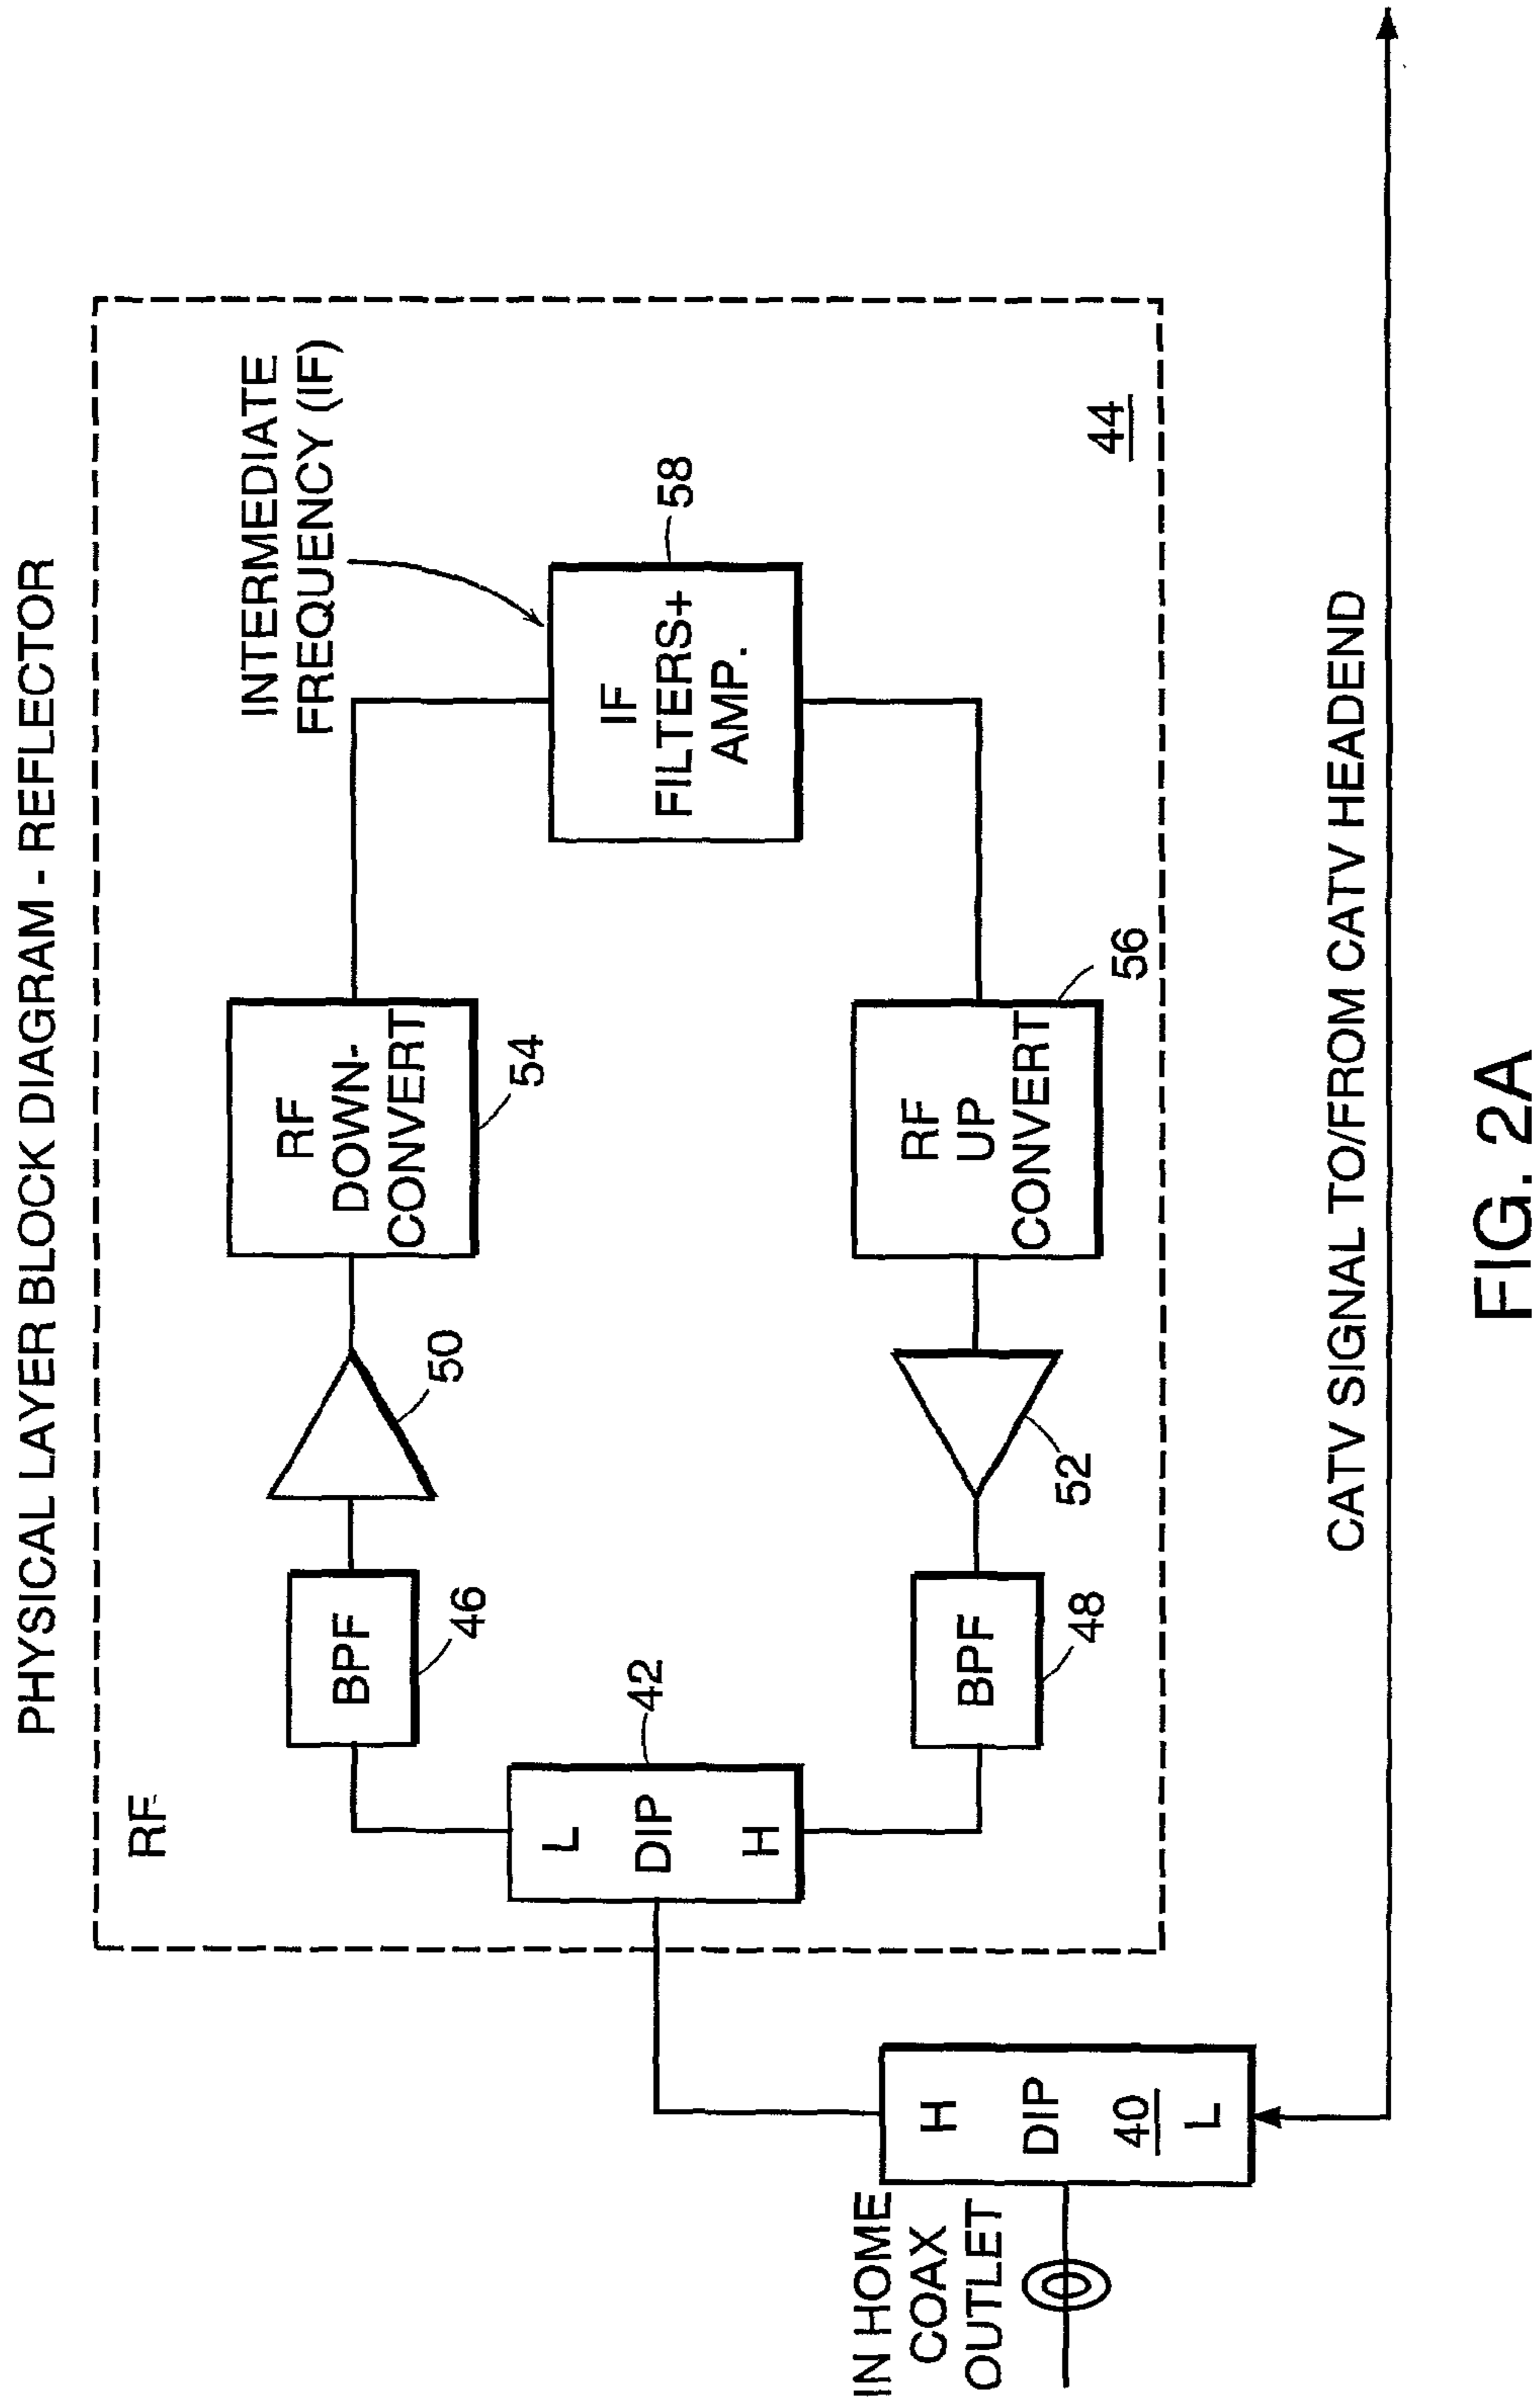 PHYSICAL LAYER BLOCK DIAGRAM - REFLECTOR
RF
INTERMEDIATE
FREQUENCY (IF)
BPF
46
50
RF
DOWN-
CONVERT
54
L
DIP
H
42
IF
FILTERS+
AMP.
58
BPF
48
52
RF
UP
CONVERT
56
44
IN HOME
COAX
OUTLET
H
DIP
40
L
CATV SIGNAL TO/FROM CATV HEADEND
FIG. 2A